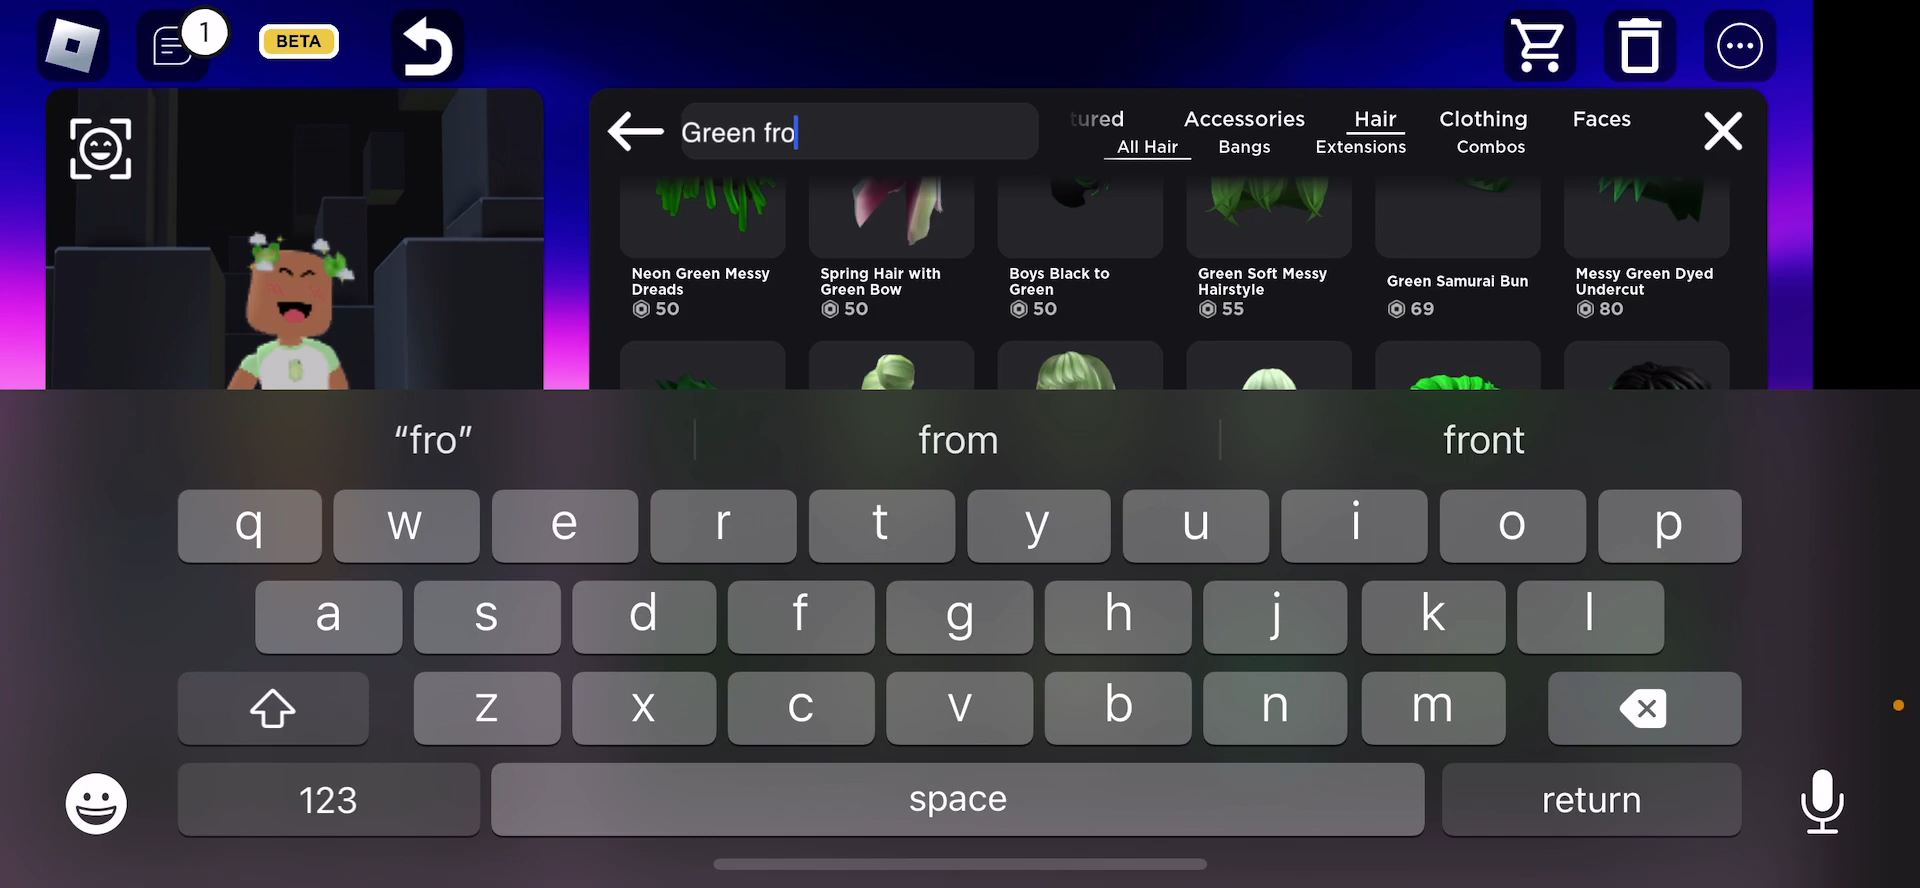 1
BETA
Green fro
tured
Accessories
Hair
Clothing
Faces
All Hair
Bangs
Extensions
Combos
Neon Green Messy
Dreads
50
Spring Hair with
Green Bow
50
Boys Black to
Green
50
Green Soft Messy
Hairstyle
55
Green Samurai Bun
69
Messy Green Dyed
Undercut
80
“fro”
from
front
q w e r t y u i o p
a s d f g h j k l
z x c v b n m
123
space
return